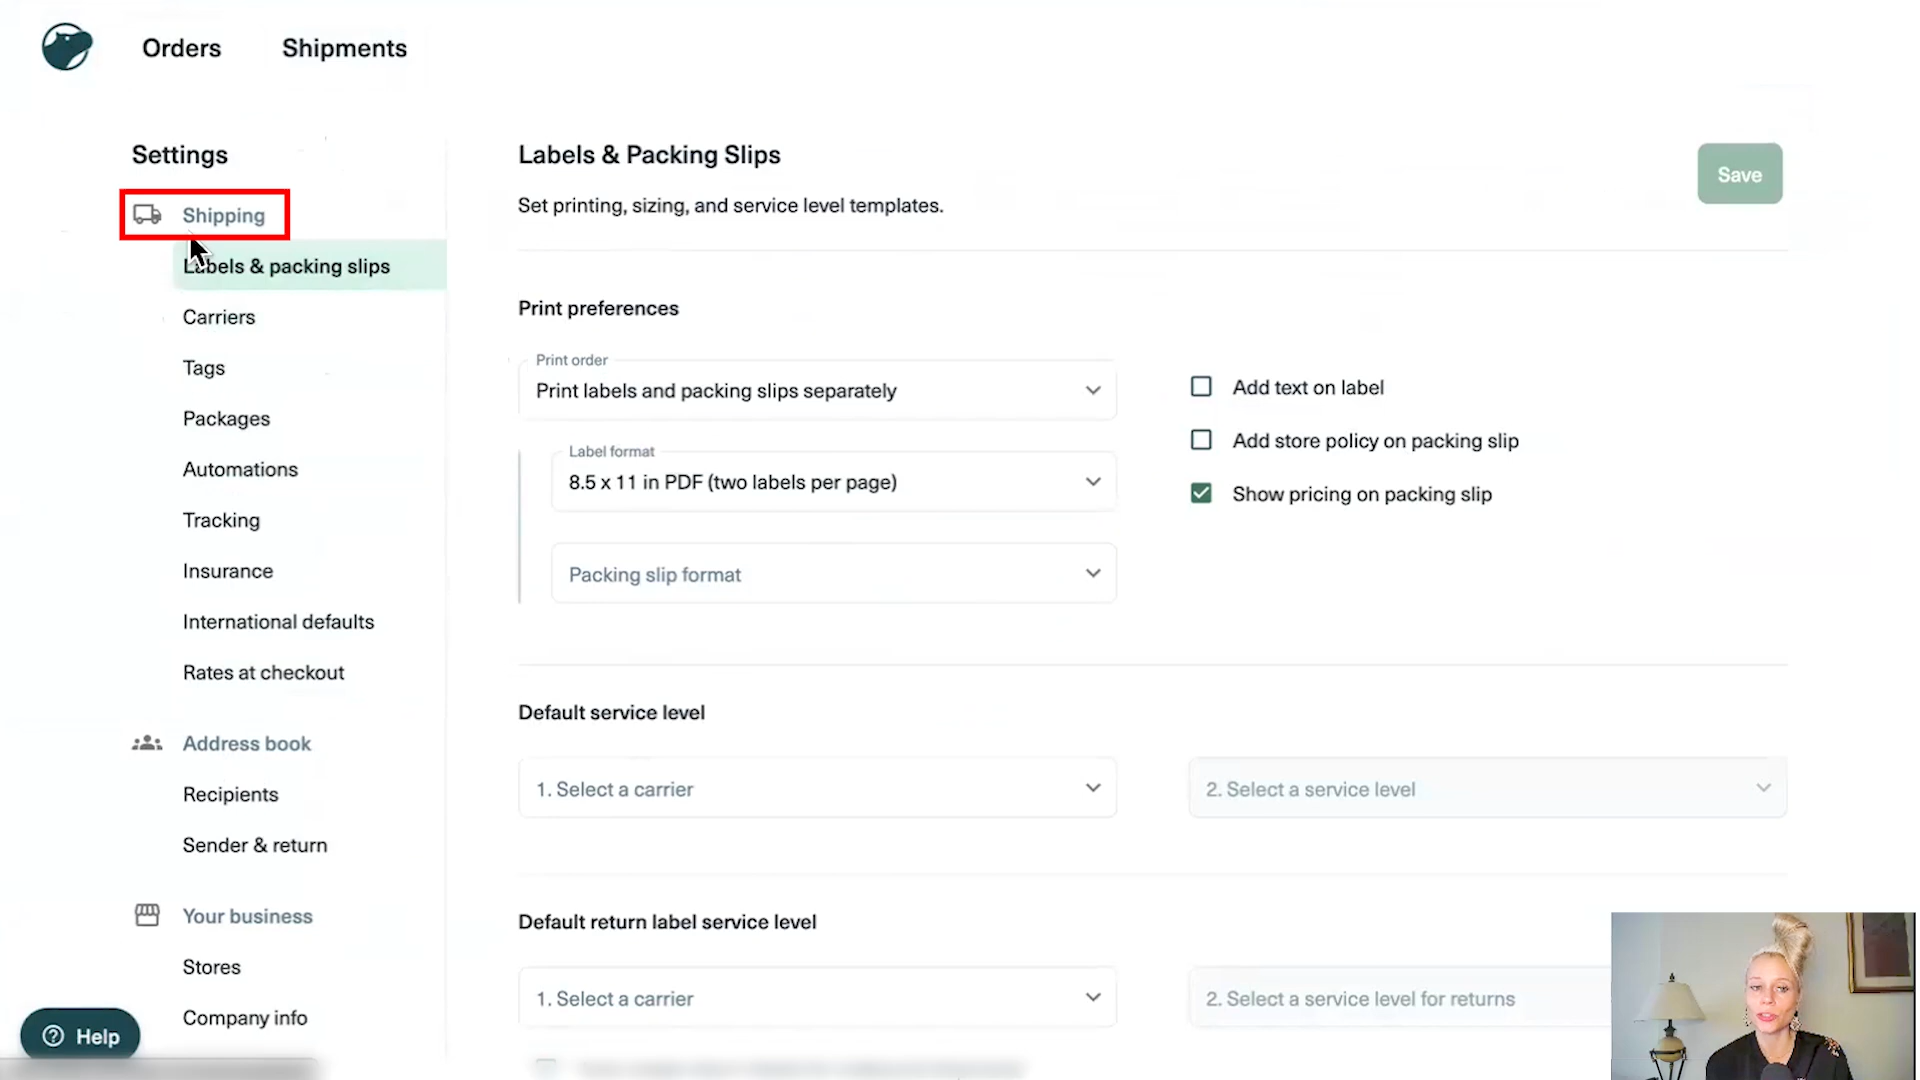 Orders
Shipments
Settings
Shipping
Labels & packing slips
Carriers
Tags
Packages
Automations
Tracking
Insurance
International defaults
Rates at checkout
Address book
Recipients
Sender & return
Your business
Stores
Company info
Help
Labels & Packing Slips
Set printing, sizing, and service level templates.
Save
Print preferences
Print order
Print labels and packing slips separately
Label format
8.5 x 11 in PDF (two labels per page)
Packing slip format
Add text on label
Add store policy on packing slip
Show pricing on packing slip
Default service level
1. Select a carrier
2. Select a service level
Default return label service level
1. Select a carrier
2. Select a service level for returns